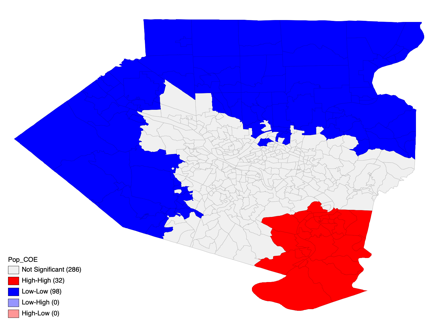 Pop_COE
Not Significant (286)
High-High (32)
Low-Low (98)
Low-High (0)
High-Low (0)